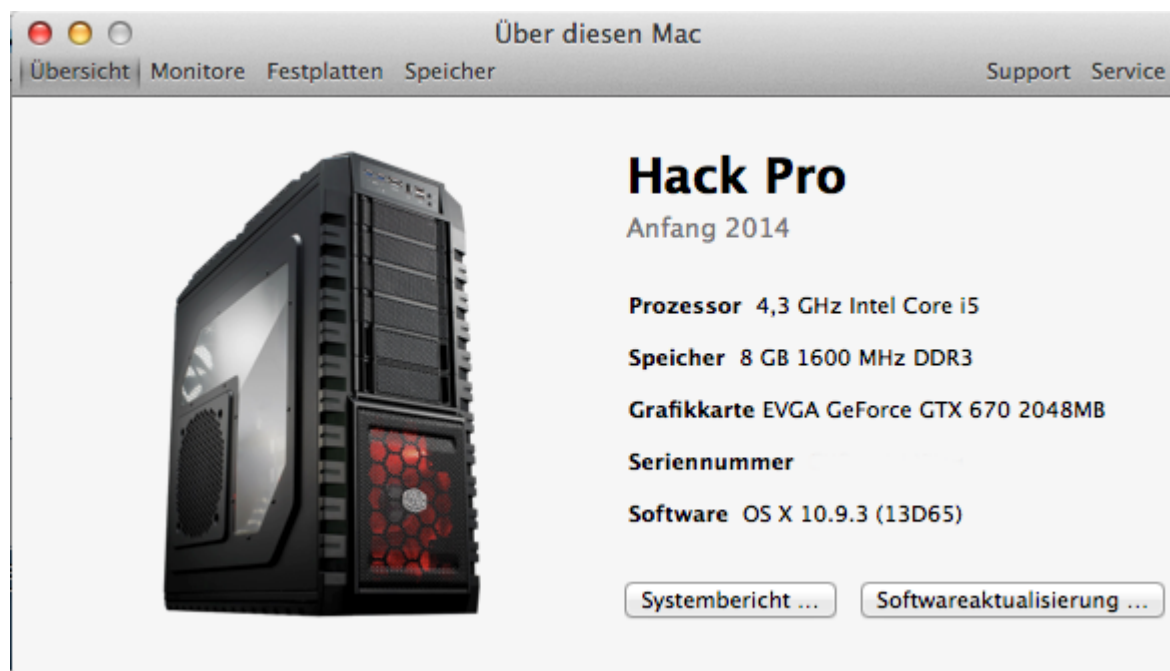 Über diesen Mac
Übersicht Monitore Festplatten Speicher Support Service
Hack Pro
Anfang 2014
Prozessor 4,3 GHz Intel Core i5
Speicher 8 GB 1600 MHz DDR3
Grafikkarte EVGA GeForce GTX 670 2048MB
Seriennummer
Software OS X 10.9.3 (13D65)
Systembericht ... Softwareaktualisierung ...